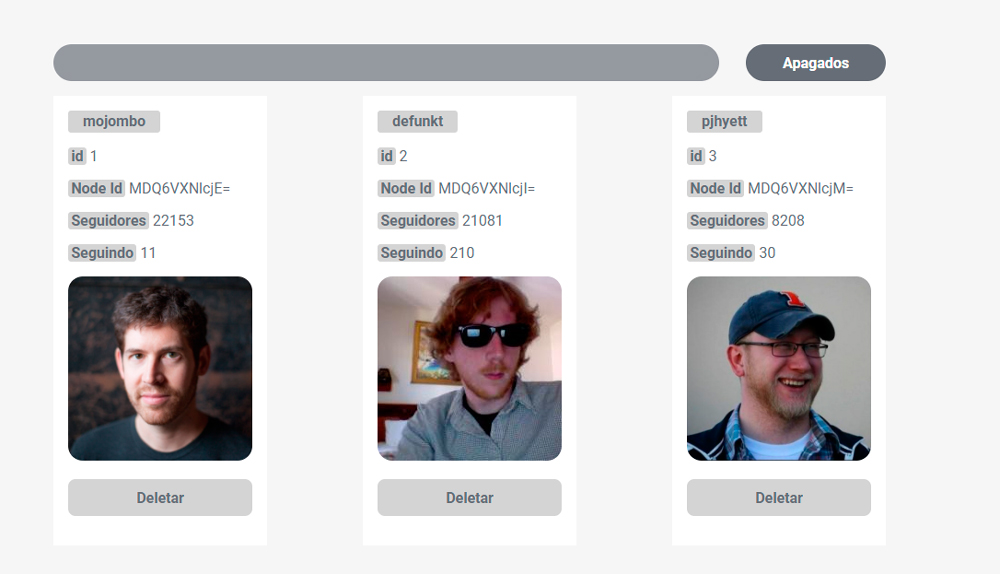 Apagados
mojombo
id 1
Node Id MDQ6VXNlcjE=
Seguidores 22153
Seguindo 11
Deletar
defunkt
id 2
Node Id MDQ6VXNlcjI=
Seguidores 21081
Seguindo 210
Deletar
pjhyett
id 3
Node Id MDQ6VXNlcjM=
Seguidores 8208
Seguindo 30
Deletar